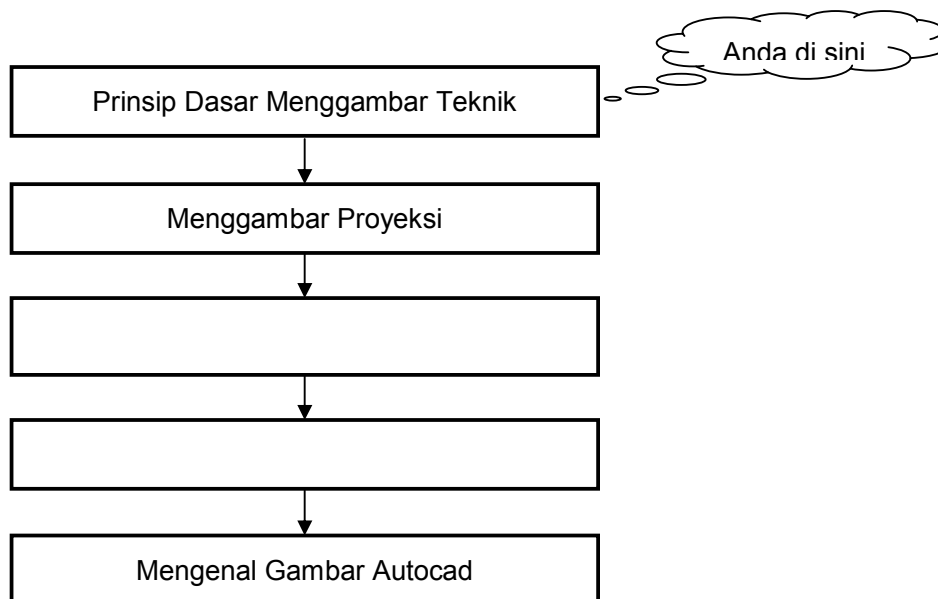 Anda di sini
Prinsip Dasar Menggambar Teknik
Menggambar Proyeksi
Mengenal Gambar Autocad